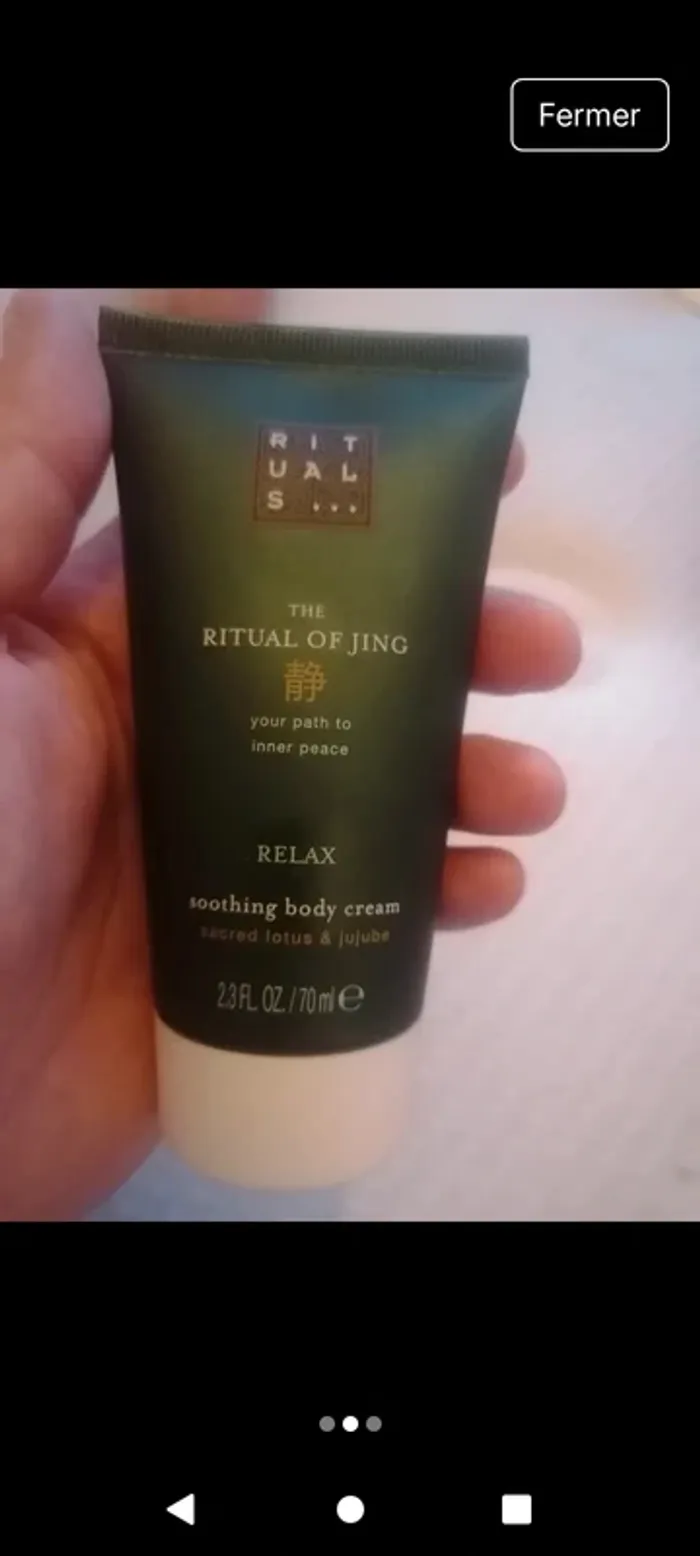 Fermer
RIT
UAL
S...
THE
RITUAL OF JING
静
your path to
inner peace
RELAX
soothing body cream
sacred lotus & jujube
2.3 FL. OZ. / 70 ml ℮